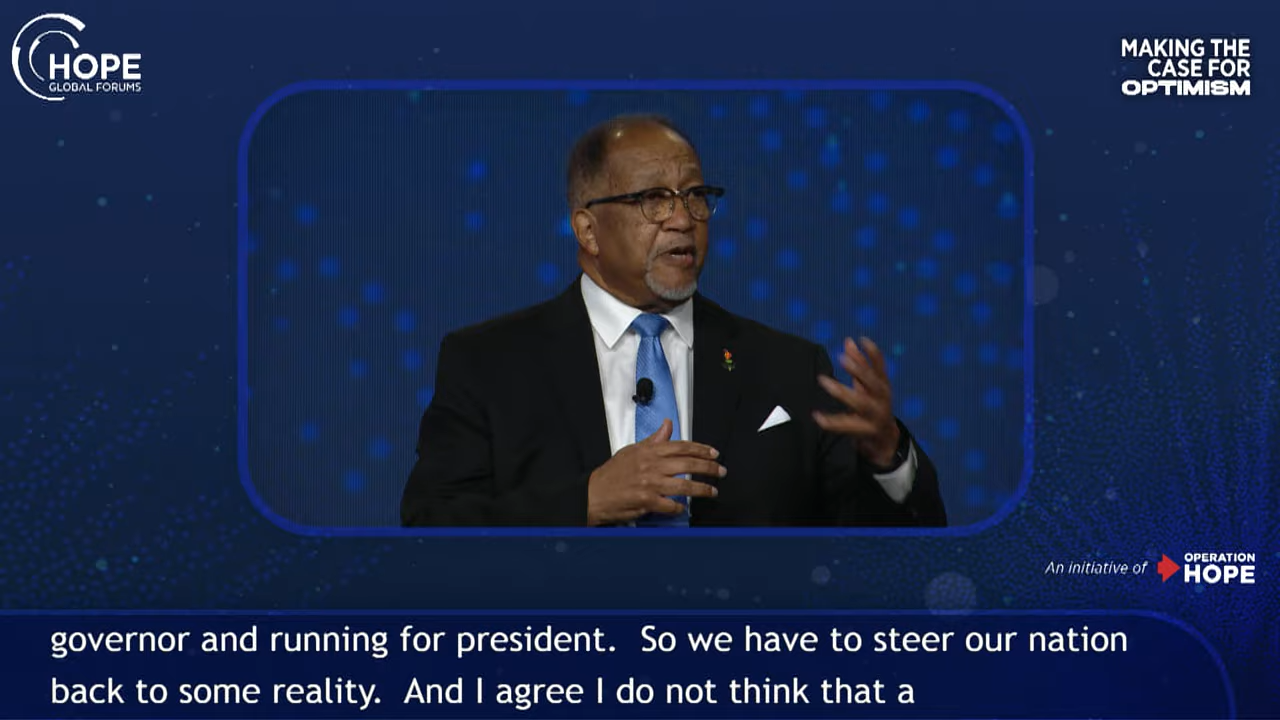 HOPE
GLOBAL FORUMS
MAKING THE
CASE FOR
OPTIMISM
An initiative of
OPERATION
HOPE
governor and running for president.  So we have to steer our nation
back to some reality.  And I agree I do not think that a